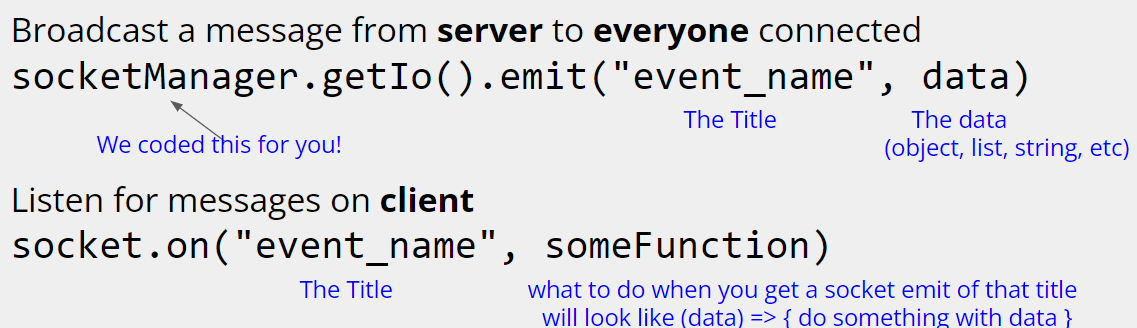 Broadcast a message from server to everyone connected
socketManager.getIo().emit("event_name", data)
The Title
The data
(object, list, string, etc)
We coded this for you!
Listen for messages on client
socket.on("event_name", someFunction)
The Title
what to do when you get a socket emit of that title
will look like (data) => { do something with data }